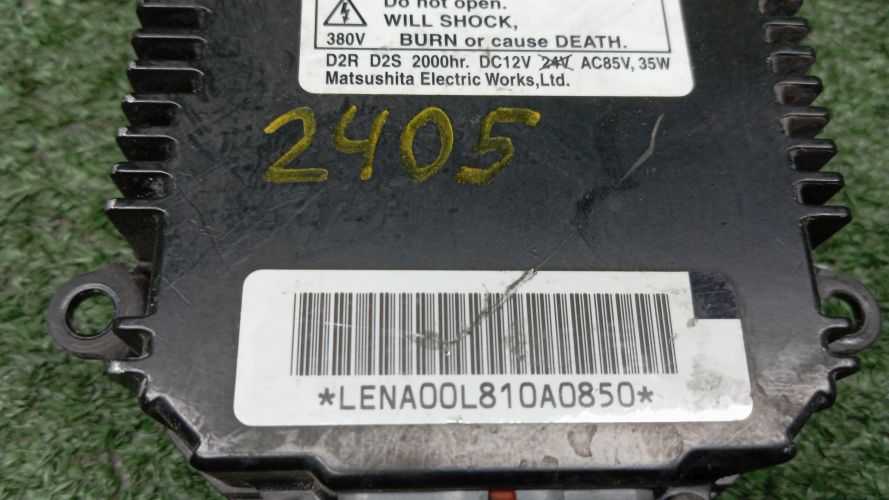 Do not open.
WILL SHOCK,
380V BURN or cause DEATH.
D2R D2S 2000hr. DC12V 24V AC85V, 35W
Matsushita Electric Works,Ltd.
2405
*LENA00L810A0850*